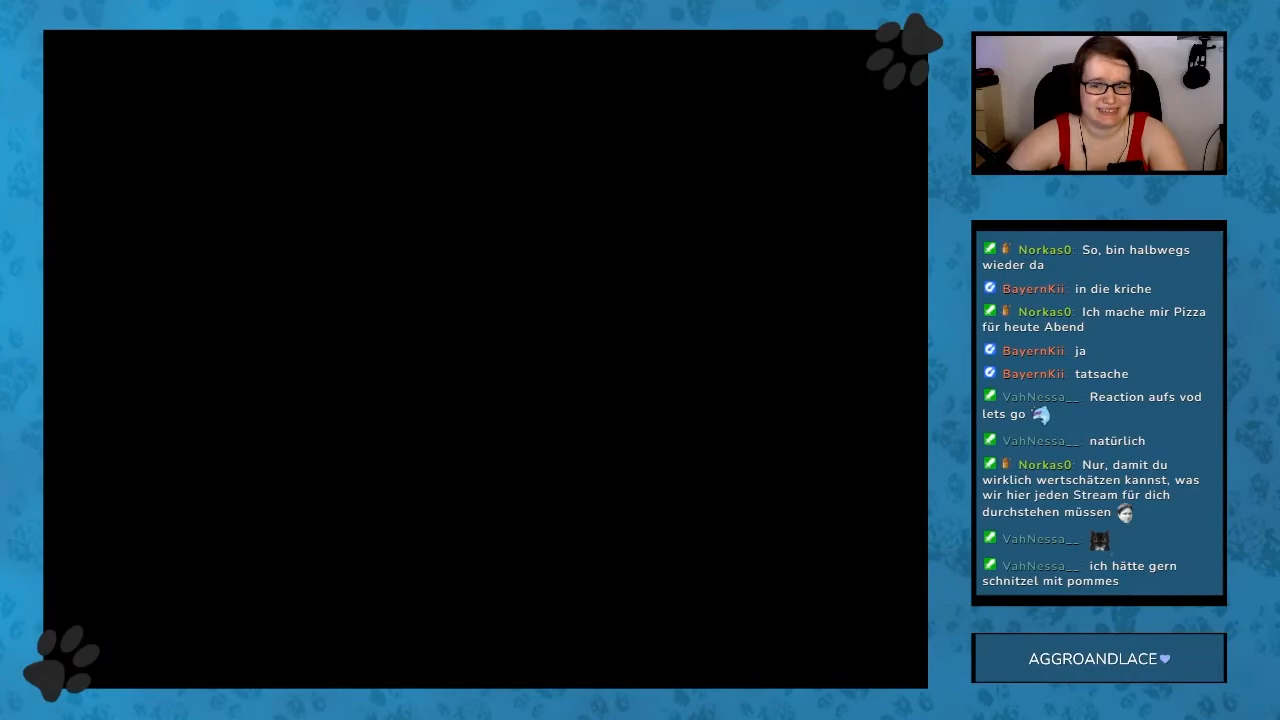 Norkas0: So, bin halbwegs
wieder da
BayernKii: in die kriche
Norkas0: Ich mache mir Pizza
für heute Abend
BayernKii: ja
BayernKii: tatsache
VahNessa__: Reaction aufs vod
lets go
VahNessa__: natürlich
Norkas0: Nur, damit du
wirklich wertschätzen kannst, was
wir hier jeden Stream für dich
durchstehen müssen
VahNessa__:
VahNessa__: ich hätte gern
schnitzel mit pommes
AGGROANDLACE